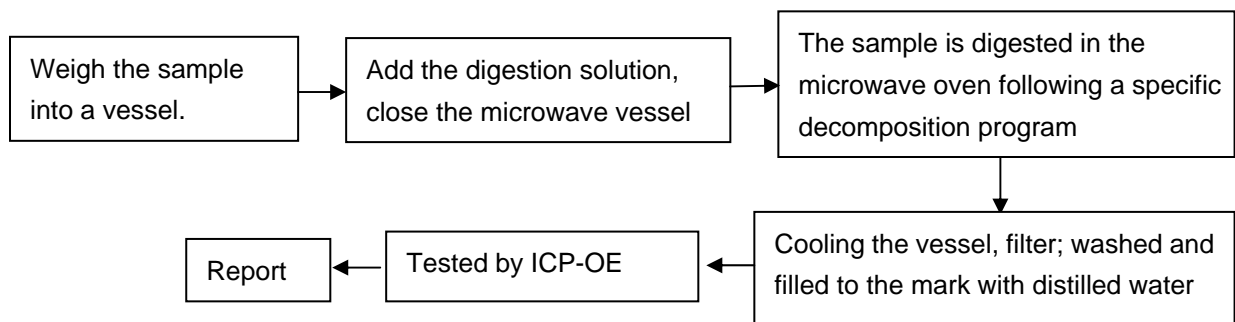 Weigh the sample
into a vessel.
Add the digestion solution,
close the microwave vessel
The sample is digested in the
microwave oven following a specific
decomposition program
Cooling the vessel, filter; washed and
filled to the mark with distilled water
Tested by ICP-OE
Report